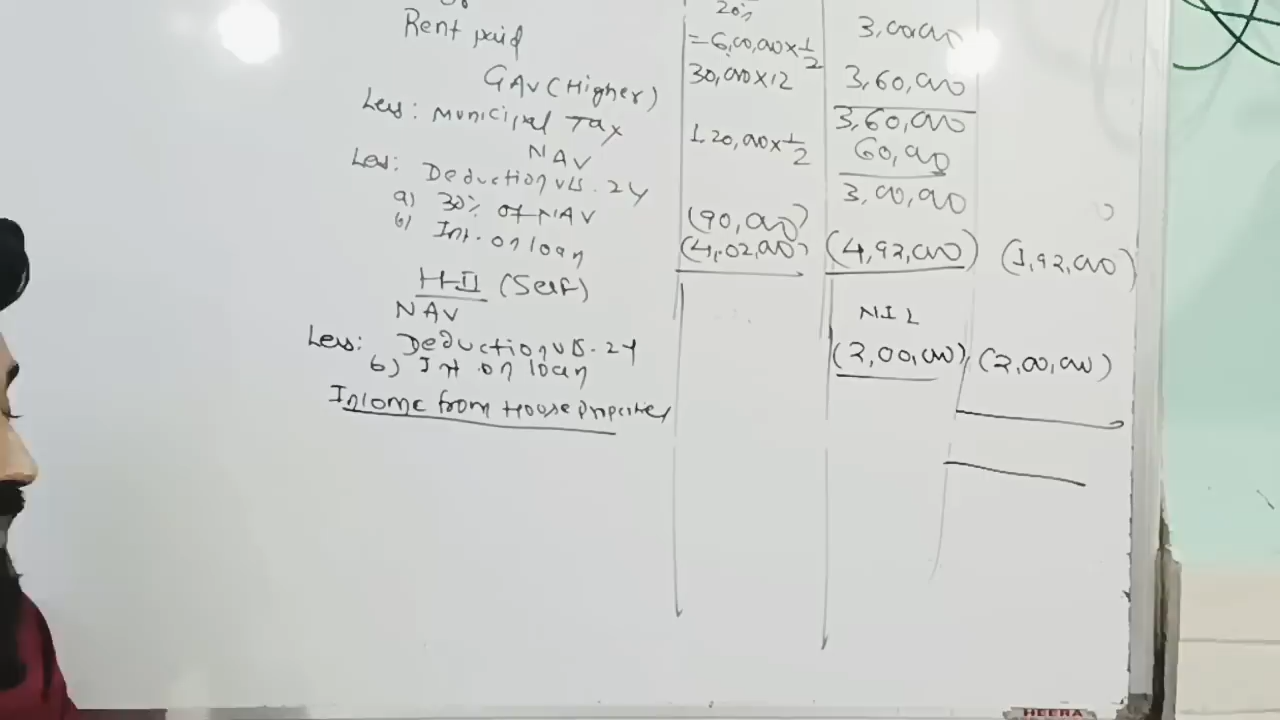 20%
Rent paid =6,00,000x1/2 3,00,000
GAV (Higher) 30,000x12 3,60,000
3,60,000
Less: Municipal Tax 1,20,000x1/2 60,000
NAV 3,00,000
Less: Deduction U/S. 24
a) 30% of NAV (90,000)
b) Int. on loan (4,02,000) (4,92,000) (1,92,000)
H-II (Self)
NAV NIL
Less: Deduction U/S. 24
b) Int on loan (2,00,000) (2,00,000)
Income from House Properties
HEERA